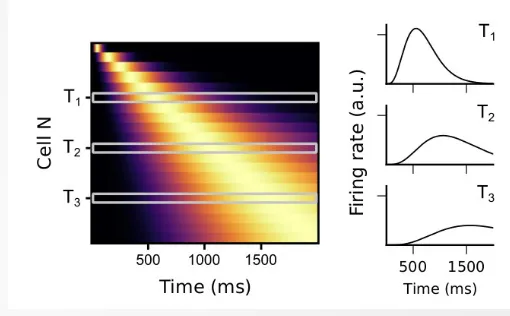 Cell N
T1
T2
T3
500 1000 1500
Time (ms)
Firing rate (a.u.)
T1
T2
T3
500 1500
Time (ms)